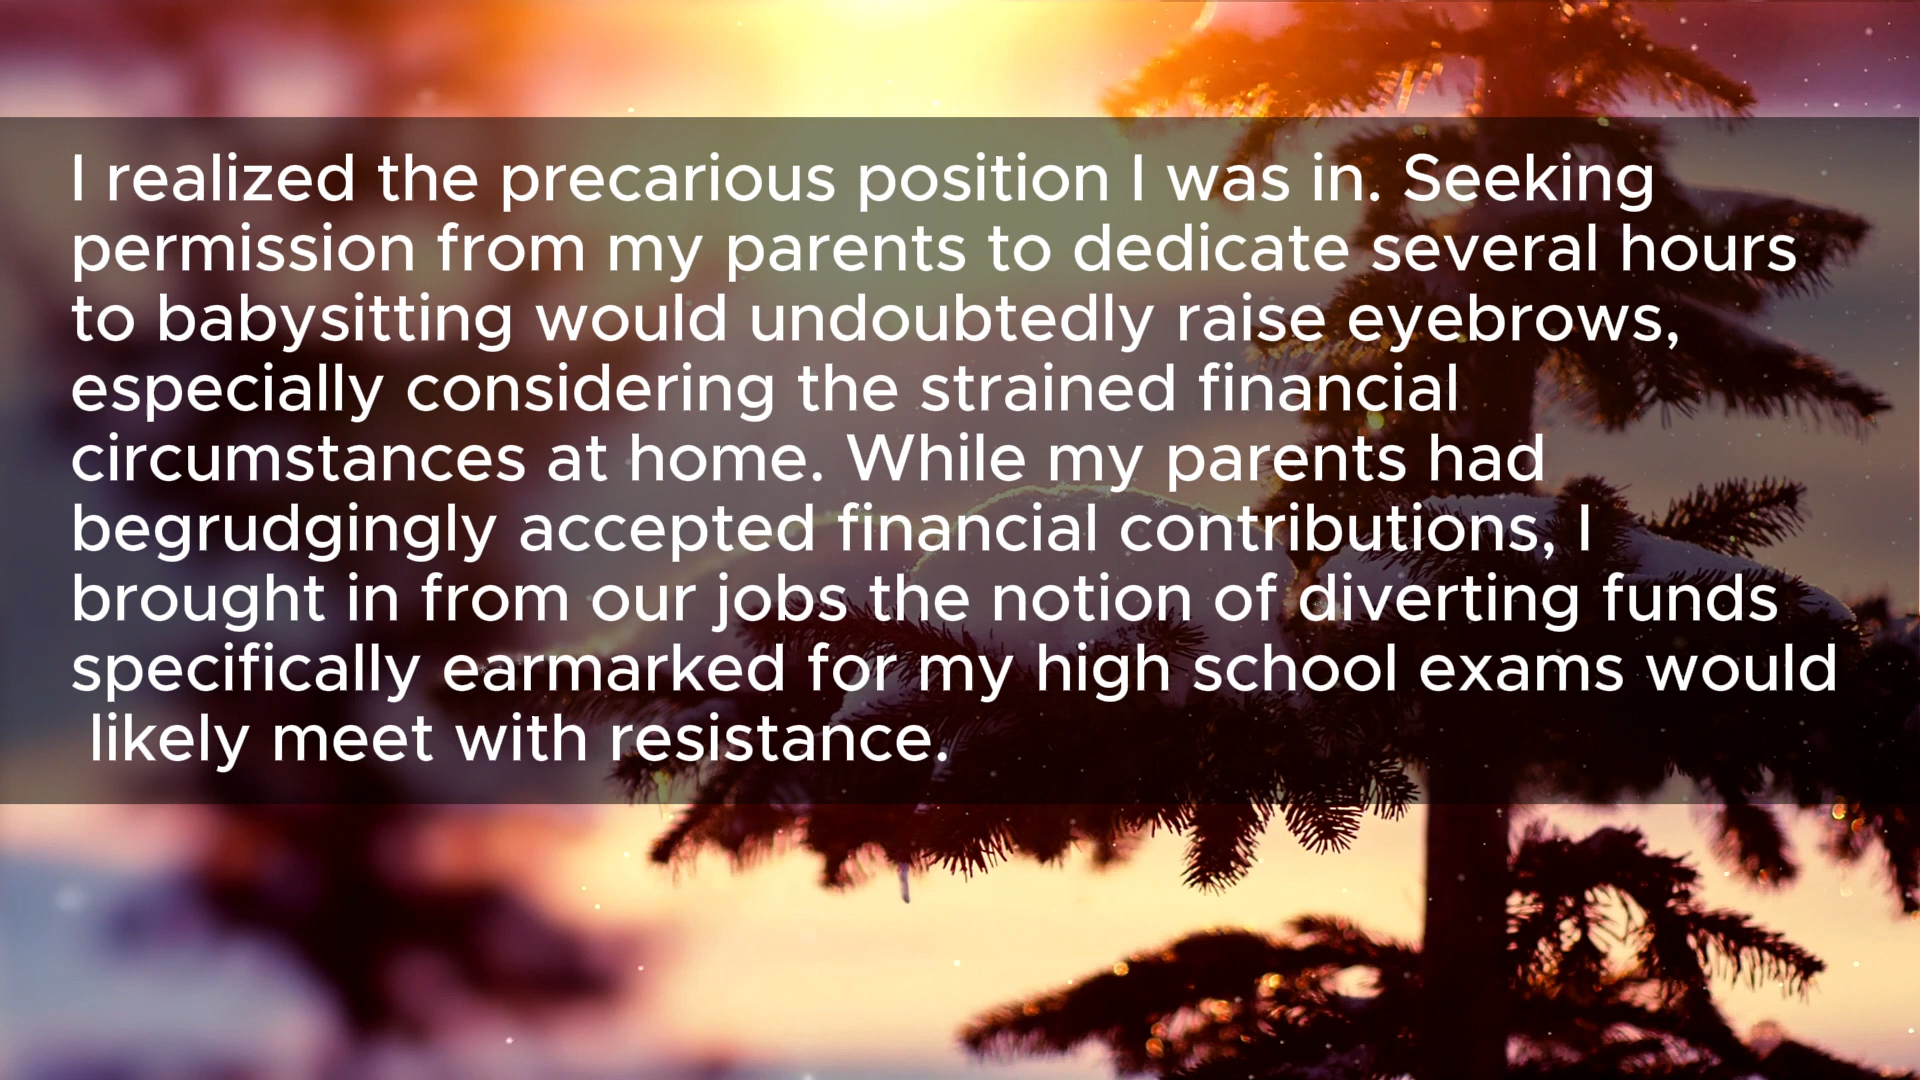 I realized the precarious position I was in. Seeking
permission from my parents to dedicate several hours
to babysitting would undoubtedly raise eyebrows,
especially considering the strained financial
circumstances at home. While my parents had
begrudgingly accepted financial contributions, I
brought in from our jobs the notion of diverting funds
specifically earmarked for my high school exams would
likely meet with resistance.